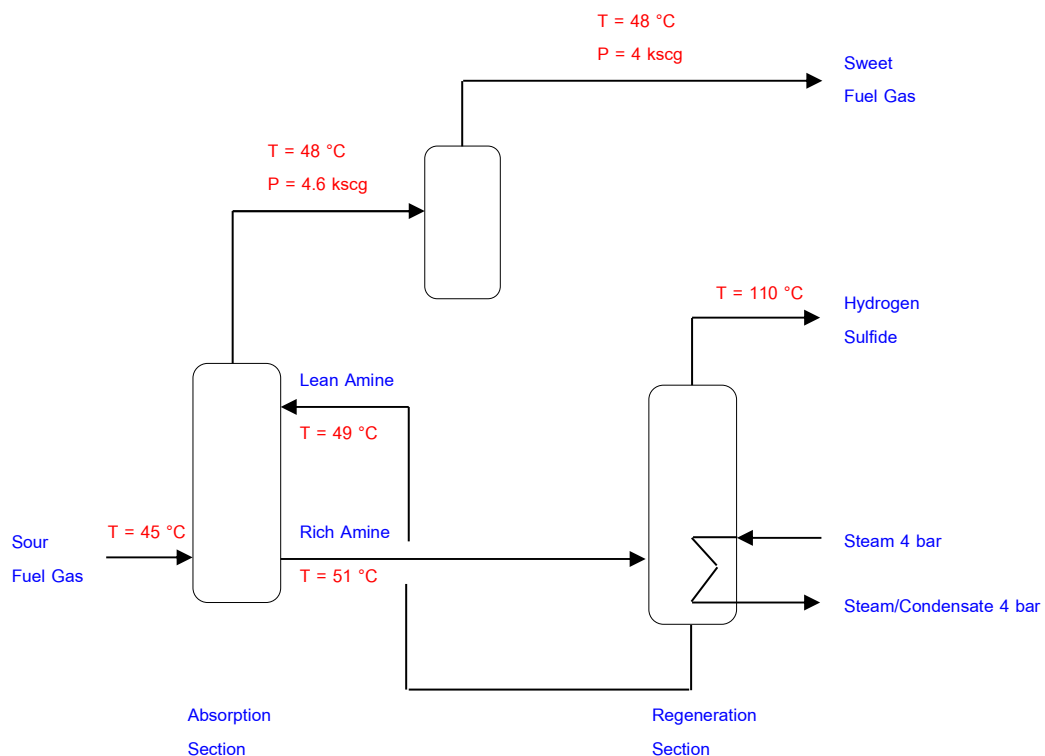 T = 48 °C
P = 4 kscg
Sweet
Fuel Gas
T = 48 °C
P = 4.6 kscg
T = 110 °C
Hydrogen
Sulfide
Lean Amine
T = 49 °C
T = 45 °C
Sour
Fuel Gas
Rich Amine
T = 51 °C
Steam 4 bar
Steam/Condensate 4 bar
Absorption
Section
Regeneration
Section